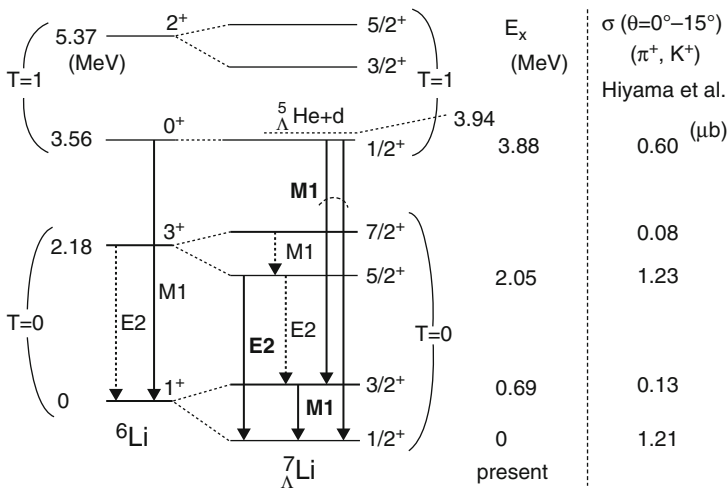 2⁺ 5/2⁺ Eₓ σ (θ=0°–15°)
5.37 (MeV) (π⁺, K⁺)
(MeV) 3/2⁺ Hiyama et al.
T=1 T=1
⁵ΛHe+d 3.94 (μb)
0⁺
3.56 1/2⁺ 3.88 0.60
M1
3⁺ 7/2⁺ 0.08
2.18 M1
5/2⁺ 2.05 1.23
M1
T=0 E2 E2 E2 T=0
1⁺ 3/2⁺ 0.69 0.13
0 M1
⁶Li 1/2⁺ 0 1.21
⁷ΛLi present